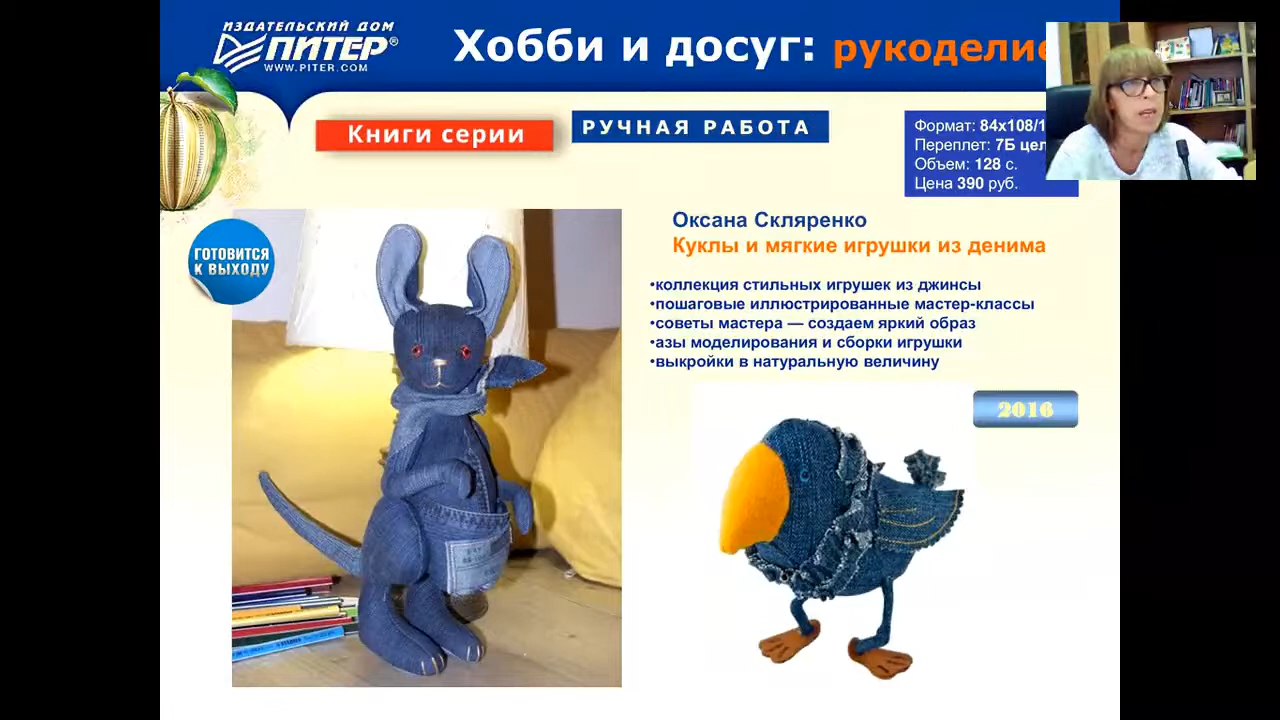 ИЗДАТЕЛЬСКИЙ ДОМ
ПИТЕР®
WWW.PITER.COM
Хобби и досуг: рукоделие
Книги серии
РУЧНАЯ РАБОТА
Формат: 84х108/1
Переплет: 7Б цел
Объем: 128 с.
Цена 390 руб.
ГОТОВИТСЯ
К ВЫХОДУ
Оксана Скляренко
Куклы и мягкие игрушки из денима
•коллекция стильных игрушек из джинсы
•пошаговые иллюстрированные мастер-классы
•советы мастера — создаем яркий образ
•азы моделирования и сборки игрушки
•выкройки в натуральную величину
2016